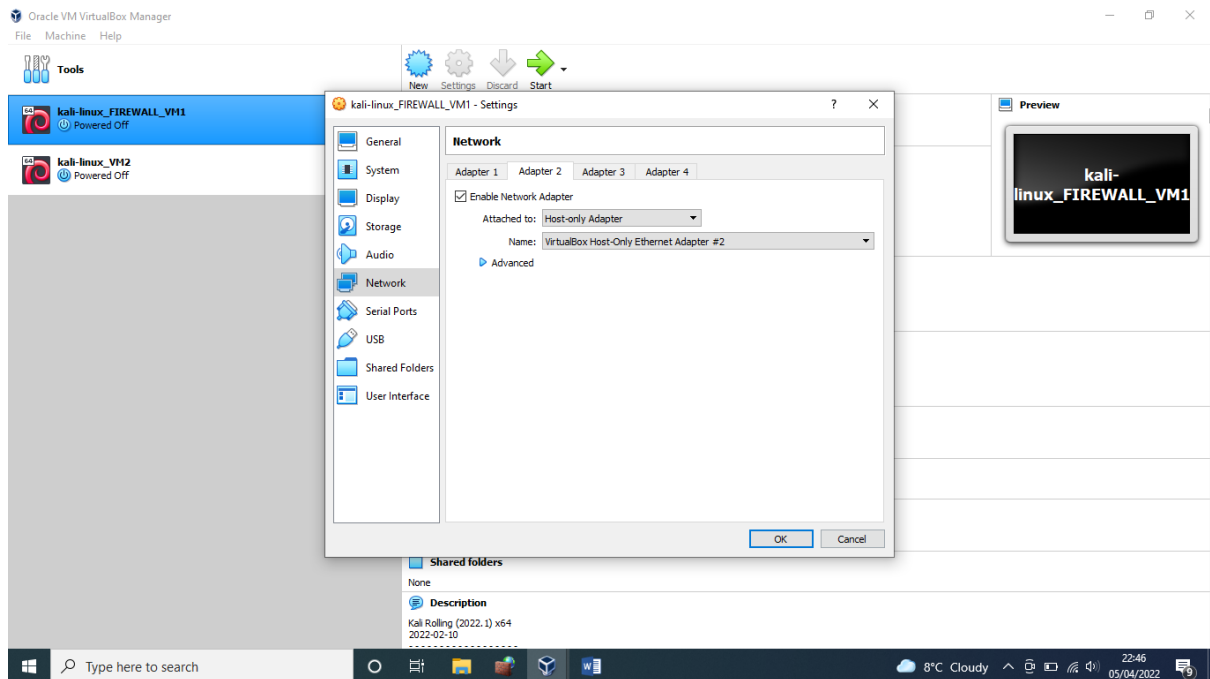 Oracle VM VirtualBox Manager
File Machine Help
Tools
New Settings Discard Start
64
kali-linux_FIREWALL_VM1
Powered Off
64
kali-linux_VM2
Powered Off
kali-linux_FIREWALL_VM1 - Settings
?
General
System
Display
Storage
Audio
Network
Serial Ports
USB
Shared Folders
User Interface
Network
Adapter 1 Adapter 2 Adapter 3 Adapter 4
Enable Network Adapter
Attached to: Host-only Adapter
Name: VirtualBox Host-Only Ethernet Adapter #2
Advanced
OK Cancel
Preview
kali-
linux_FIREWALL_VM1
Shared folders
None
Description
Kali Rolling (2022.1) x64
2022-02-10
--------------------
Type here to search
8°C Cloudy
22:46
05/04/2022
9